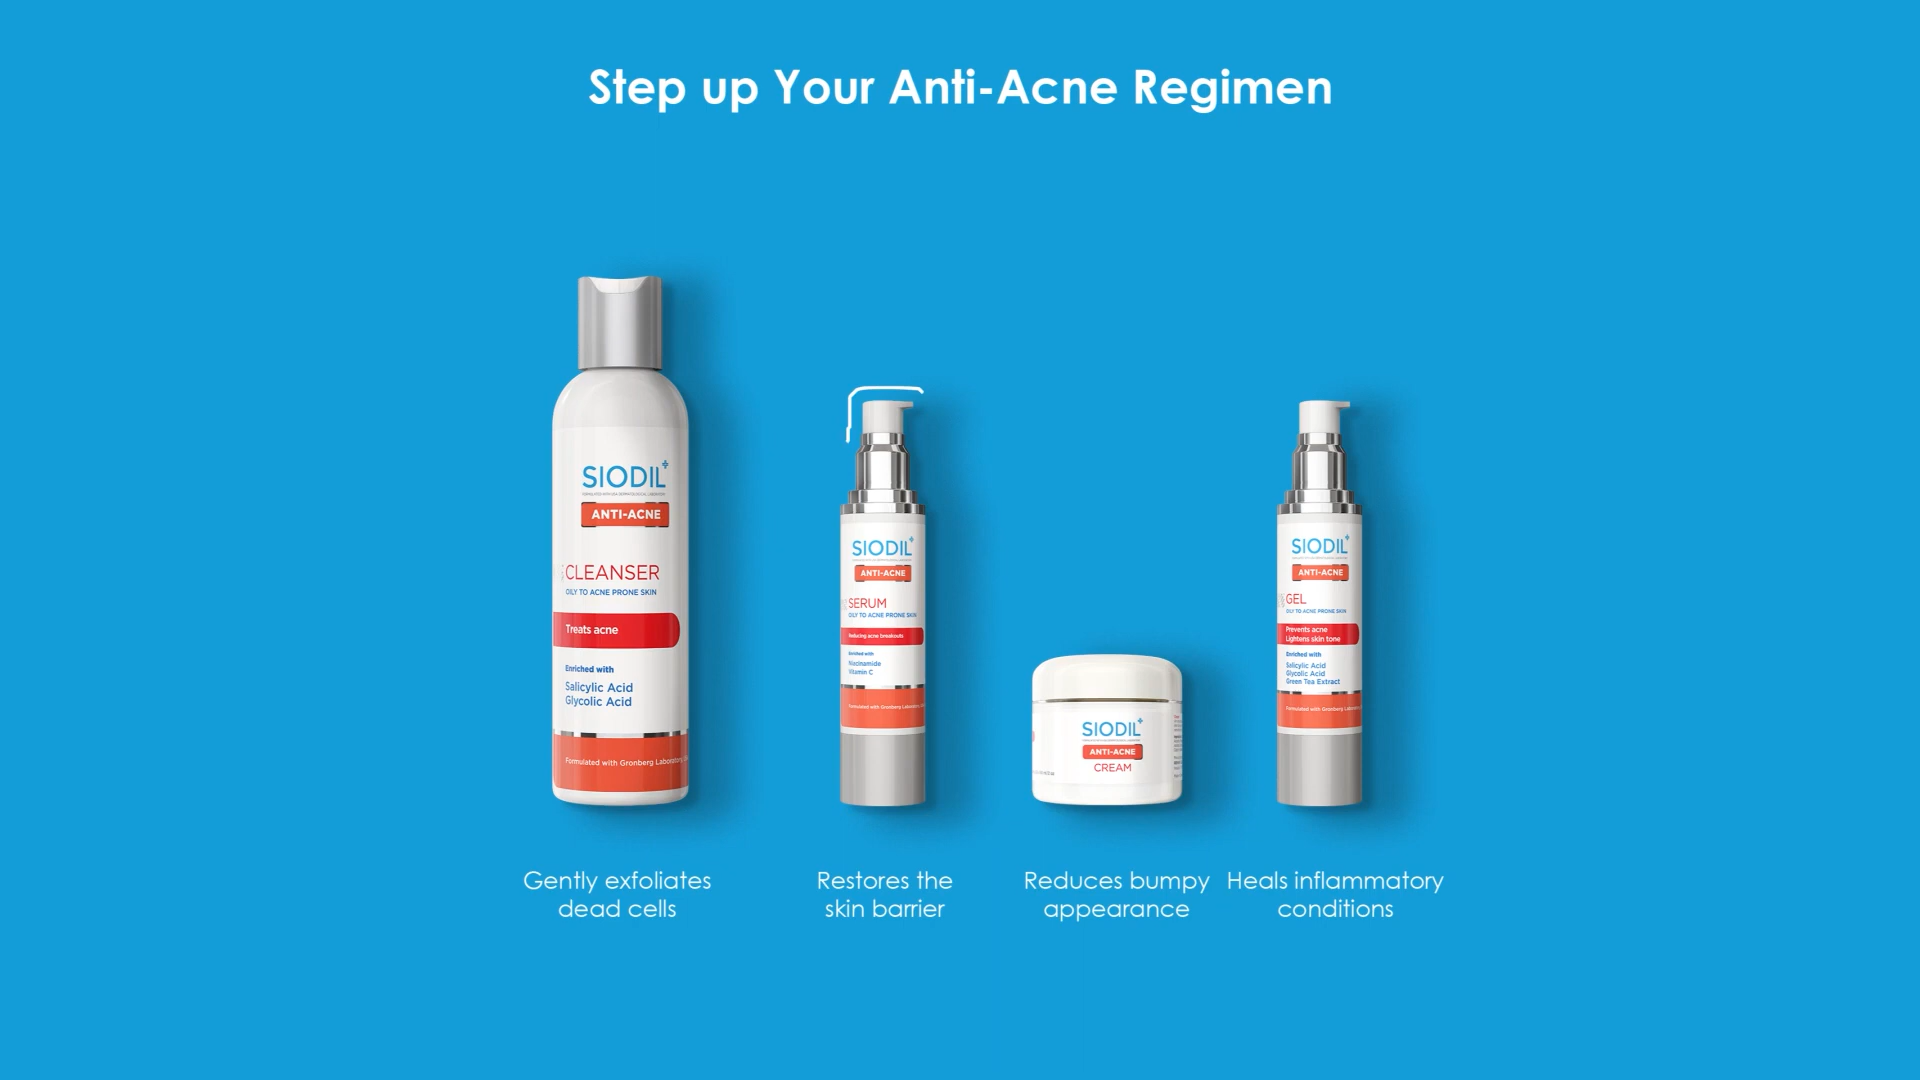 Step up Your Anti-Acne Regimen
SIODIL
ANTI-ACNE
CLEANSER
OILY TO ACNE PRONE SKIN
Treats acne
Enriched with
Salicylic Acid
Glycolic Acid
Formulated with Gronberg Laboratory
SIODIL
ANTI-ACNE
SERUM
OILY TO ACNE PRONE SKIN
Reducing acne breakouts
Enriched with
Niacinamide
Vitamin C
Formulated with Gronberg Laboratory
SIODIL
ANTI-ACNE
CREAM
SIODIL
ANTI-ACNE
GEL
OILY TO ACNE PRONE SKIN
Prevents acne
Lightens skin tone
Enriched with
Salicylic Acid
Glycolic Acid
Green Tea Extract
Formulated with Gronberg Laboratory
Gently exfoliates
dead cells
Restores the
skin barrier
Reduces bumpy
appearance
Heals inflammatory
conditions